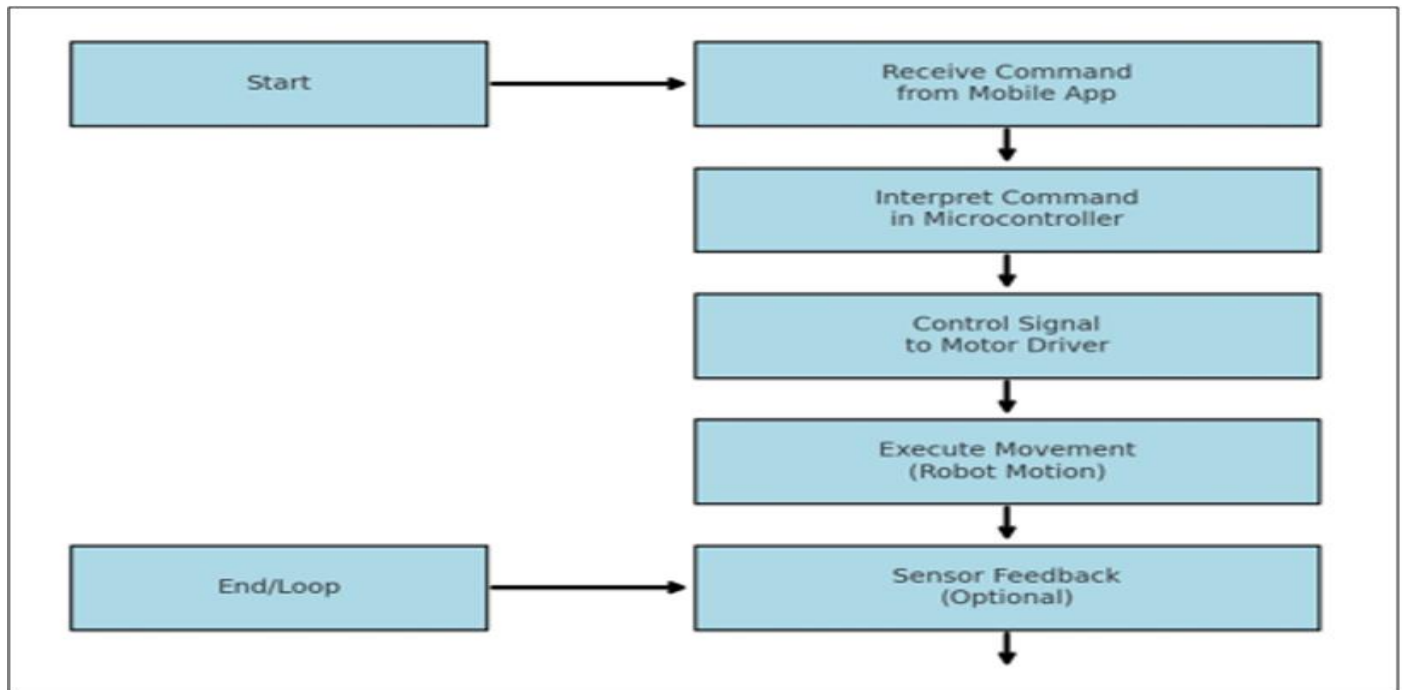 Start
Receive Command
from Mobile App
Interpret Command
in Microcontroller
Control Signal
to Motor Driver
Execute Movement
(Robot Motion)
End/Loop
Sensor Feedback
(Optional)